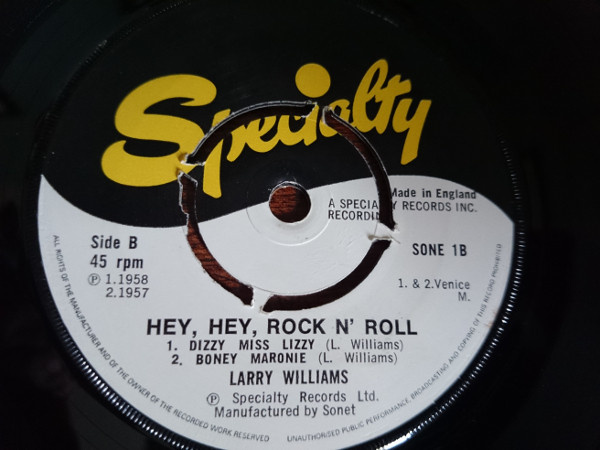 Specialty
Made in England
A SPECIALTY RECORDS INC.
RECORDING
Side B
45 rpm
Ⓟ 1.1958
2.1957
SONE 1B
1. & 2.Venice
M.
HEY, HEY, ROCK N' ROLL
1. DIZZY MISS LIZZY (L. Williams)
2. BONEY MARONIE (L. Williams)
LARRY WILLIAMS
Ⓟ Specialty Records Ltd.
Manufactured by Sonet
ALL RIGHTS OF THE MANUFACTURER AND OF THE OWNER OF THE RECORDED WORK RESERVED
UNAUTHORISED PUBLIC PERFORMANCE, BROADCASTING AND COPYING OF THIS RECORD PROHIBITED